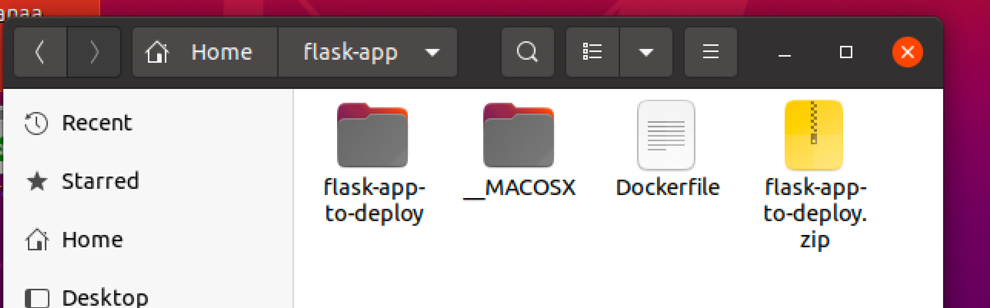 Home
flask-app
Recent
Starred
Home
Desktop
flask-app-
to-deploy
__MACOSX
Dockerfile
flask-app-
to-deploy.
zip